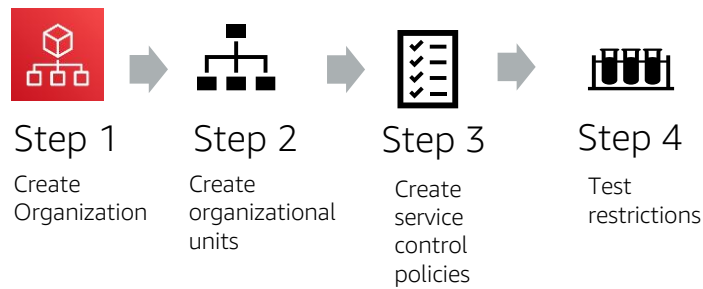 Step 1
Create
Organization
Step 2
Create
organizational
units
Step 3
Create
service
control
policies
Step 4
Test
restrictions